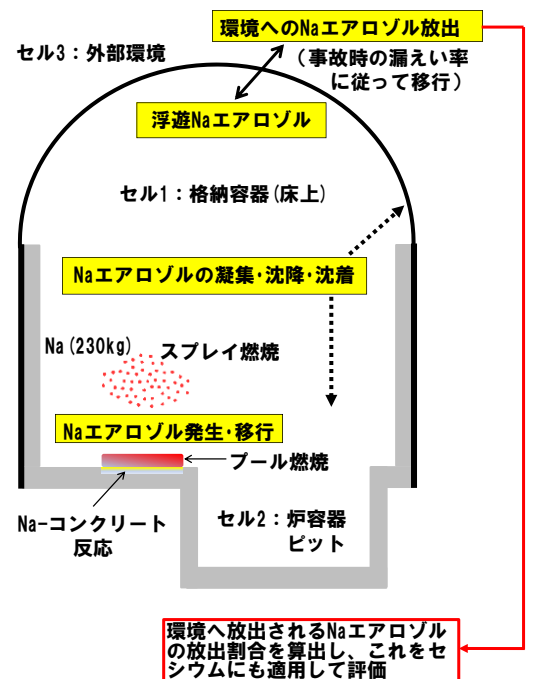 環境へのNaエアロゾル放出
セル3：外部環境
（事故時の漏えい率
に従って移行）
浮遊Naエアロゾル
セル1：格納容器(床上)
Naエアロゾルの凝集･沈降･沈着
Na(230kg)
スプレイ燃焼
Naエアロゾル発生･移行
プール燃焼
Na-コンクリート
反応
セル2：炉容器
ピット
環境へ放出されるNaエアロゾル
の放出割合を算出し、これをセ
シウムにも適用して評価